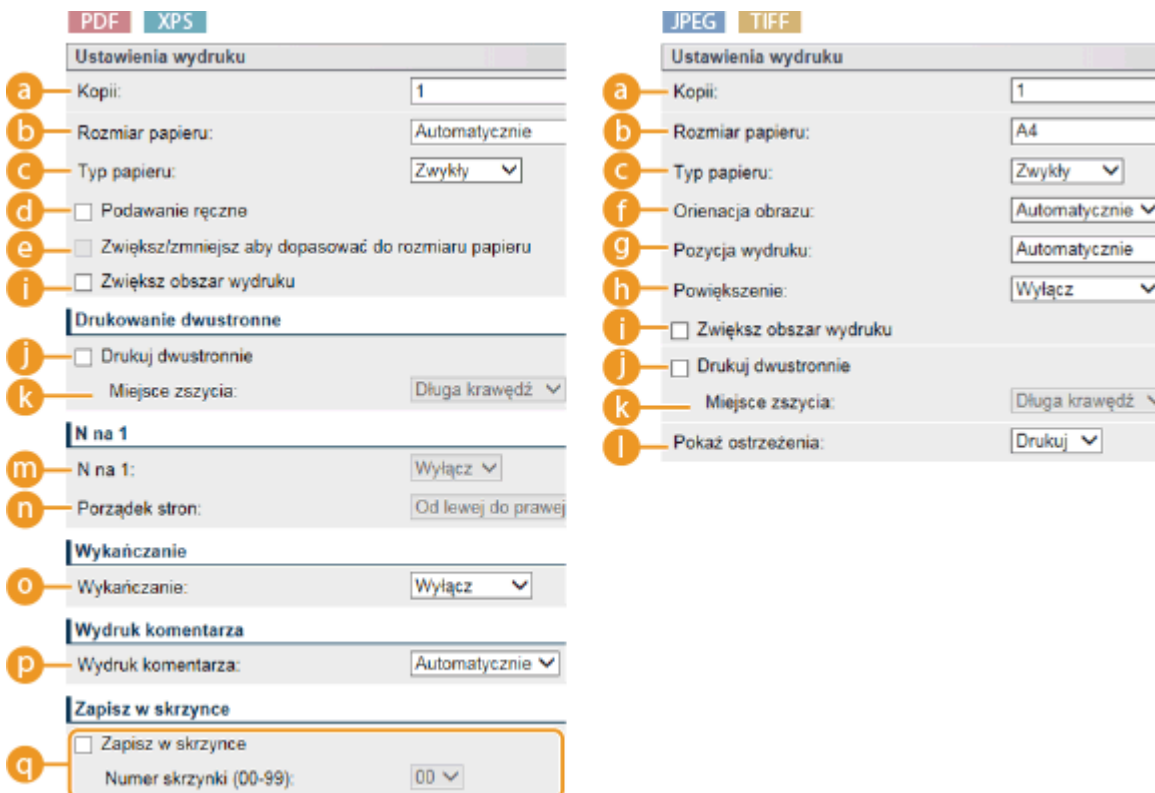 PDF XPS
Ustawienia wydruku
a Kopii: 1
b Rozmiar papieru: Automatycznie
c Typ papieru: Zwykły
d Podawanie ręczne
e Zwiększ/zmniejsz aby dopasować do rozmiaru papieru
i Zwiększ obszar wydruku
Drukowanie dwustronne
j Drukuj dwustronnie
k Miejsce zszycia: Długa krawędź
N na 1
m N na 1: Wyłącz
n Porządek stron: Od lewej do prawej
Wykańczanie
o Wykańczanie: Wyłącz
Wydruk komentarza
p Wydruk komentarza: Automatycznie
Zapisz w skrzynce
q Zapisz w skrzynce
Numer skrzynki (00-99): 00
JPEG TIFF
Ustawienia wydruku
a Kopii: 1
b Rozmiar papieru: A4
c Typ papieru: Zwykły
f Orienacja obrazu: Automatycznie
g Pozycja wydruku: Automatycznie
h Powiększenie: Wyłącz
i Zwiększ obszar wydruku
j Drukuj dwustronnie
k Miejsce zszycia: Długa krawędź
l Pokaż ostrzeżenia: Drukuj